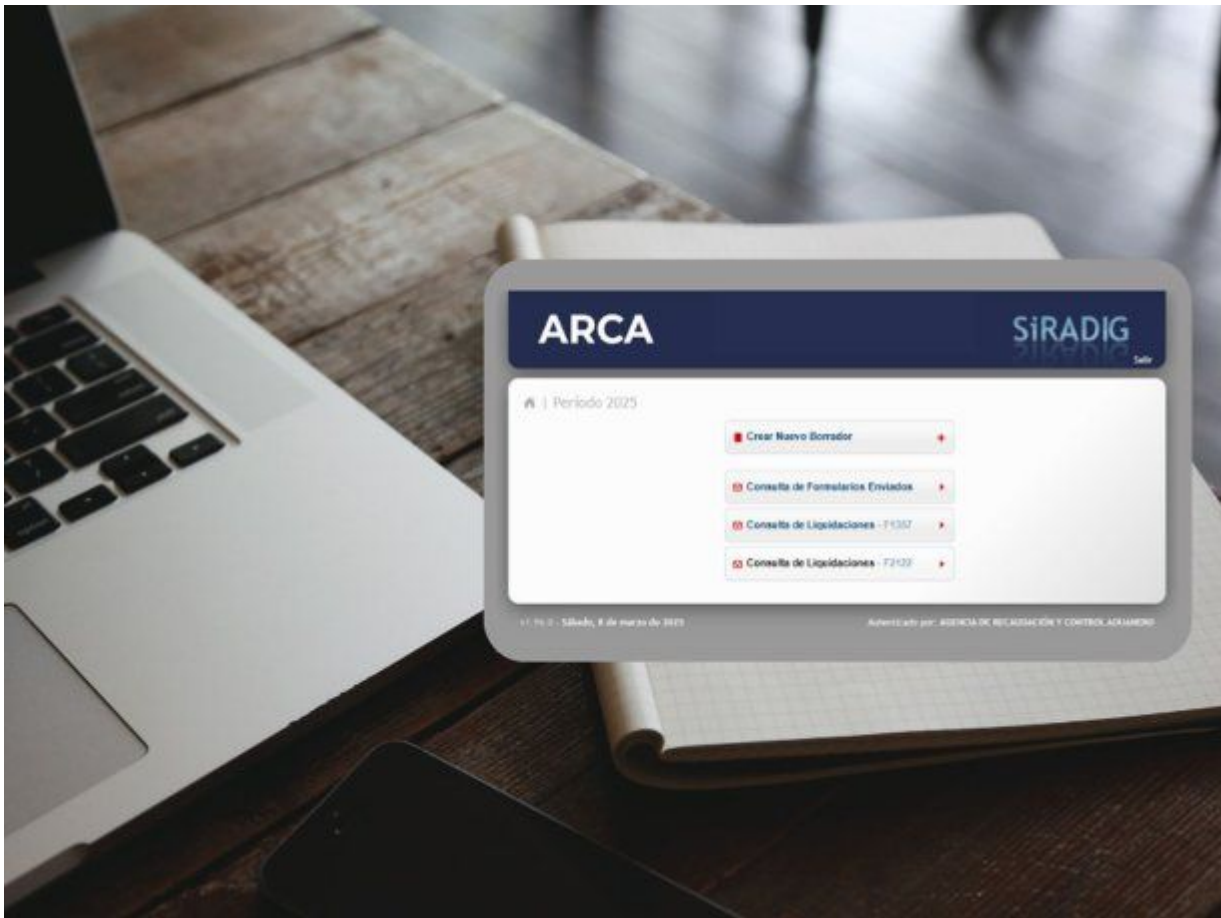 ARCA
SiRADIG
Salir
| Período 2025
Crear Nuevo Borrador
Consulta de Formularios Enviados
Consulta de Liquidaciones - F1357
Consulta de Liquidaciones -
Sábado, 8 de marzo de 2025
Autenticado por: AGENCIA DE RECAUDACIÓN Y CONTROL ADUANERO